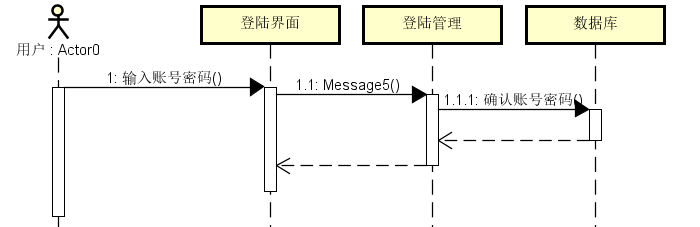 登陆界面
登陆管理
数据库
用户 : Actor0
1: 输入账号密码()
1.1: Message5()
1.1.1: 确认账号密码()